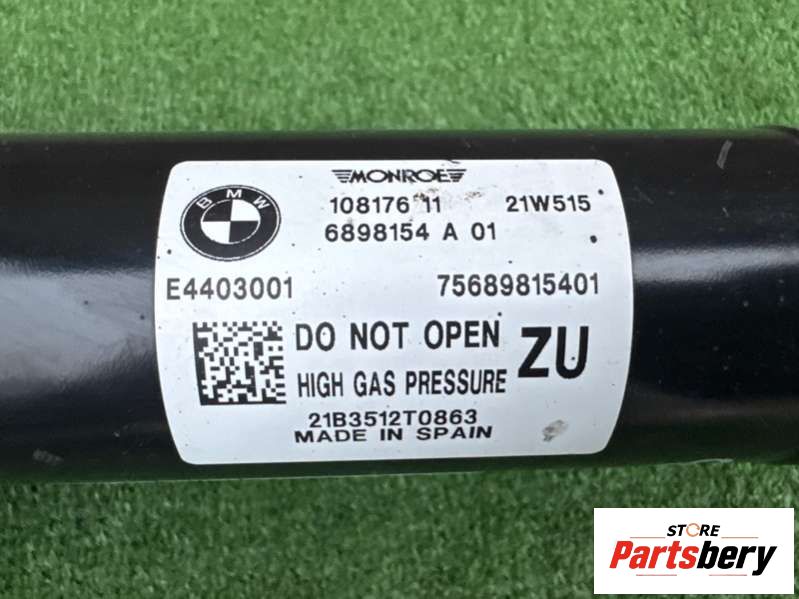 MONROE
BMW
108176 11 21W515
6898154 A 01
E4403001 75689815401
DO NOT OPEN ZU
HIGH GAS PRESSURE
21B3512T0863
MADE IN SPAIN
STORE
Partsbery